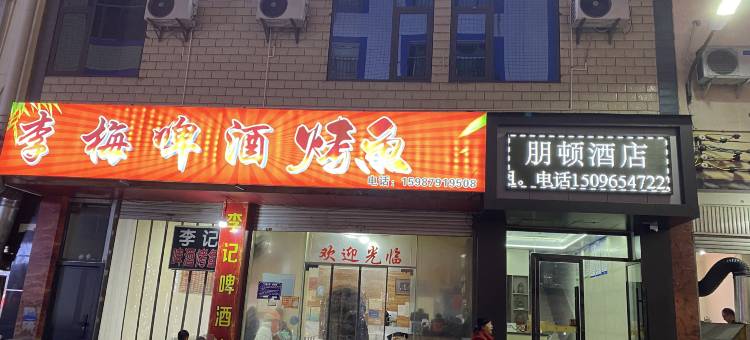 李梅啤酒烤鱼
电话：15987919508
朋顿酒店
电话1509654722
李记
啤酒烤鱼
李记啤酒
欢迎光临